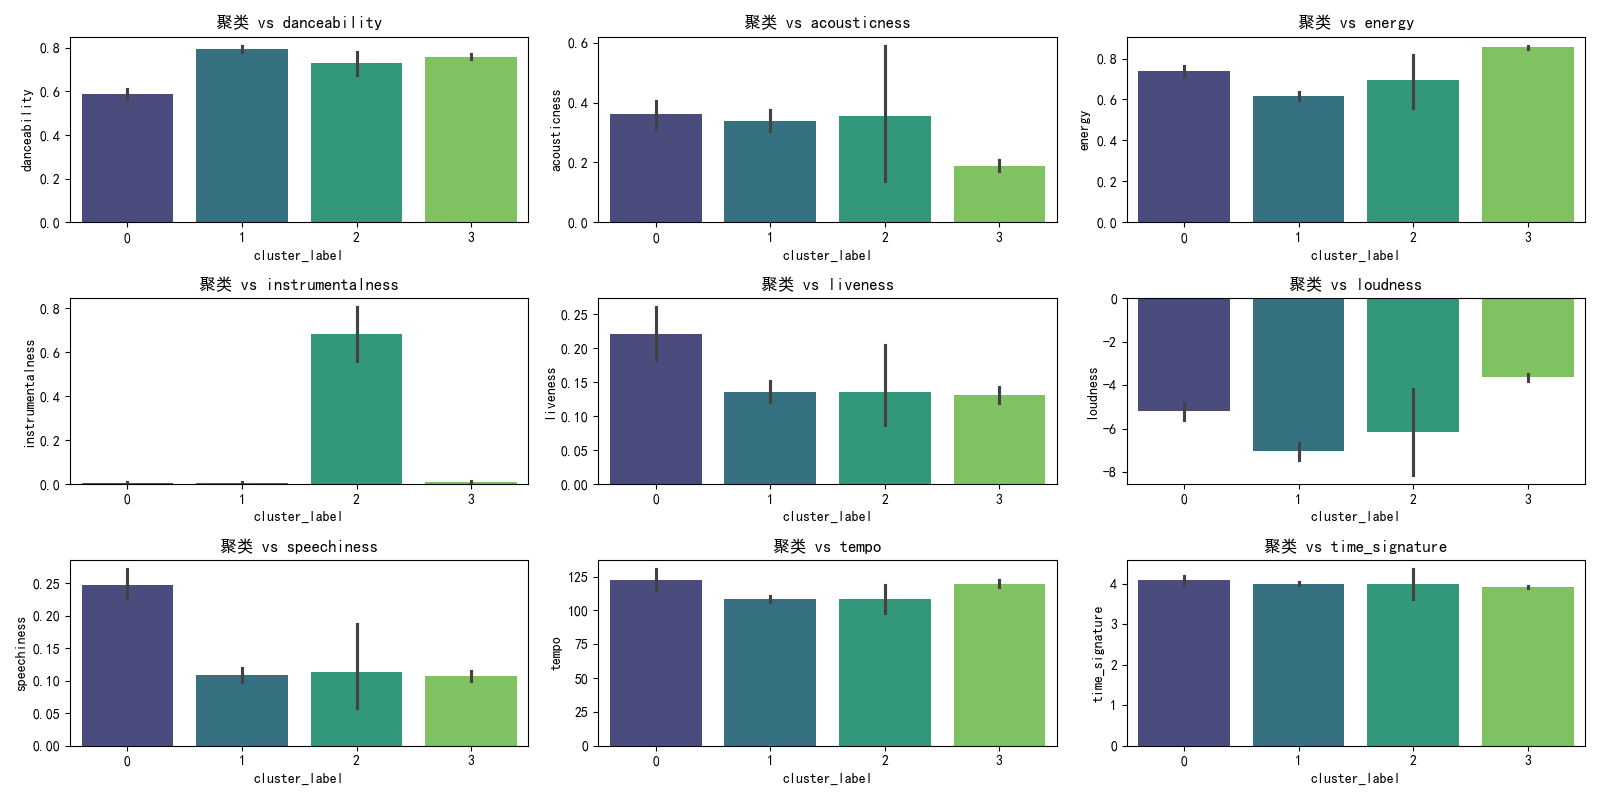 聚类 vs danceability
danceability
0.8
0.6
0.4
0.2
0.0
0 1 2 3
cluster_label
聚类 vs acousticness
acousticness
0.6
0.4
0.2
0.0
0 1 2 3
cluster_label
聚类 vs energy
energy
0.8
0.6
0.4
0.2
0.0
0 1 2 3
cluster_label
聚类 vs instrumentalness
instrumentalness
0.8
0.6
0.4
0.2
0.0
0 1 2 3
cluster_label
聚类 vs liveness
liveness
0.25
0.20
0.15
0.10
0.05
0.00
0 1 2 3
cluster_label
聚类 vs loudness
loudness
0
−2
−4
−6
−8
0 1 2 3
cluster_label
聚类 vs speechiness
speechiness
0.25
0.20
0.15
0.10
0.05
0.00
0 1 2 3
cluster_label
聚类 vs tempo
tempo
125
100
75
50
25
0
0 1 2 3
cluster_label
聚类 vs time_signature
time_signature
4
3
2
1
0
0 1 2 3
cluster_label